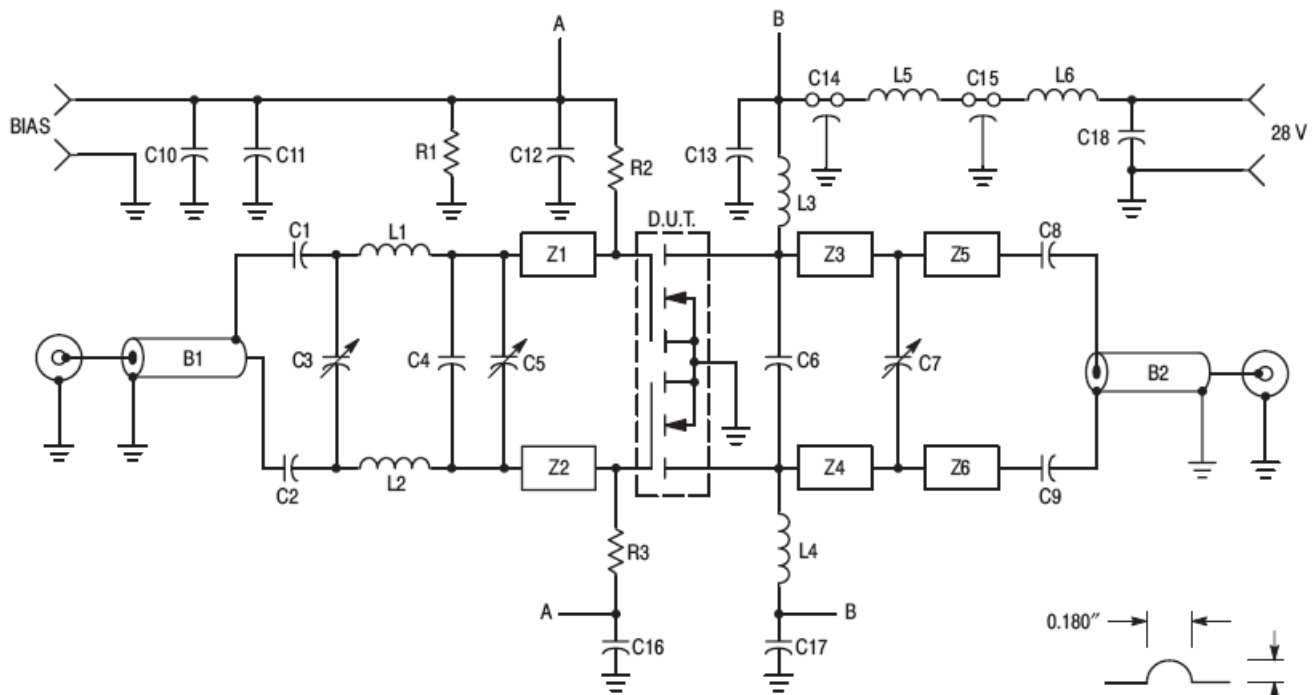 A
B
C14
L5
C15
L6
BIAS
C10
C11
R1
C12
R2
C13
C18
28 V
L3
D.U.T.
C1
L1
Z1
Z3
Z5
C8
B1
C3
C4
C5
C6
C7
B2
C2
L2
Z2
Z4
Z6
C9
R3
L4
A
B
C16
C17
0.180″